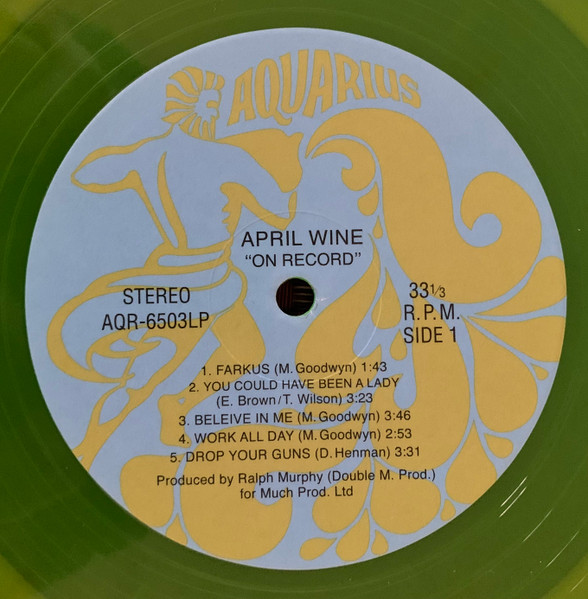 AQUARIUS
APRIL WINE
"ON RECORD"
STEREO
AQR-6503LP
33 1/3
R.P.M.
SIDE 1
1. FARKUS (M. Goodwyn) 1:43
2. YOU COULD HAVE BEEN A LADY
(E. Brown/T. Wilson) 3:23
3. BELEIVE IN ME (M. Goodwyn) 3:46
4. WORK ALL DAY (M. Goodwyn) 2:53
5. DROP YOUR GUNS (D. Henman) 3:31
Produced by Ralph Murphy (Double M. Prod.)
for Much Prod. Ltd